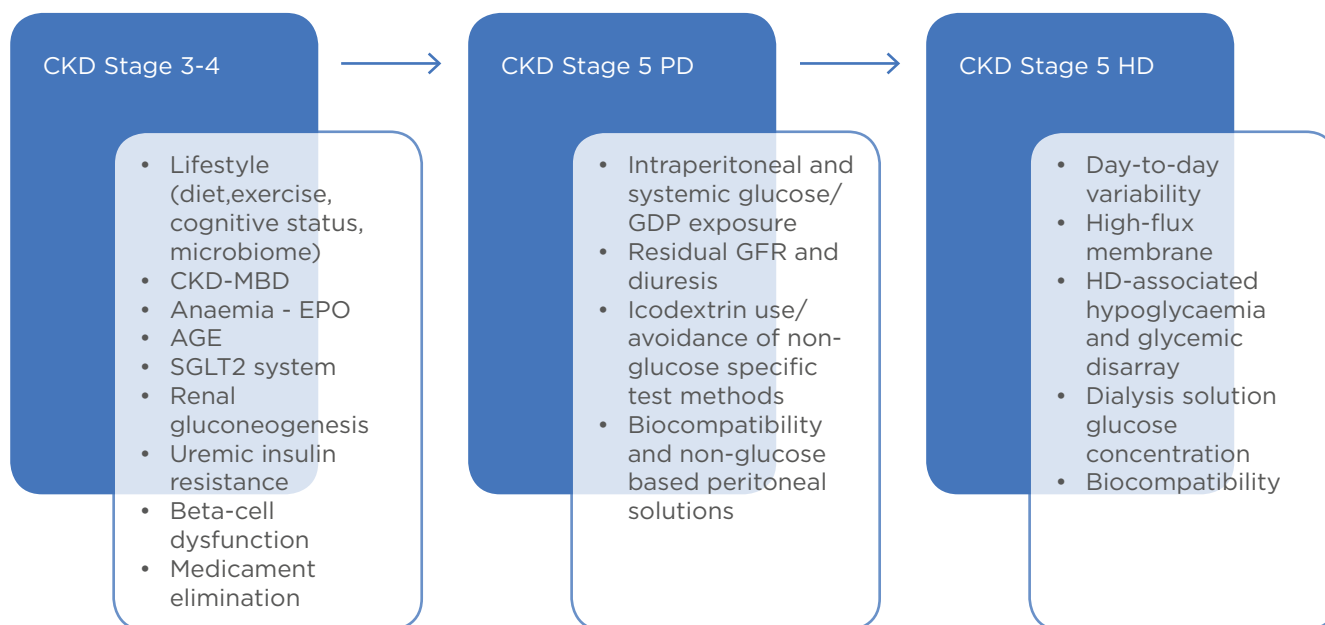 CKD Stage 3-4
• Lifestyle
(diet,exercise,
cognitive status,
microbiome)
• CKD-MBD
• Anaemia - EPO
• AGE
• SGLT2 system
• Renal
gluconeogenesis
• Uremic insulin
resistance
• Beta-cell
dysfunction
• Medicament
elimination
CKD Stage 5 PD
• Intraperitoneal and
systemic glucose/
GDP exposure
• Residual GFR and
diuresis
• Icodextrin use/
avoidance of non-
glucose specific
test methods
• Biocompatibility
and non-glucose
based peritoneal
solutions
CKD Stage 5 HD
• Day-to-day
variability
• High-flux
membrane
• HD-associated
hypoglycaemia
and glycemic
disarray
• Dialysis solution
glucose
concentration
• Biocompatibility